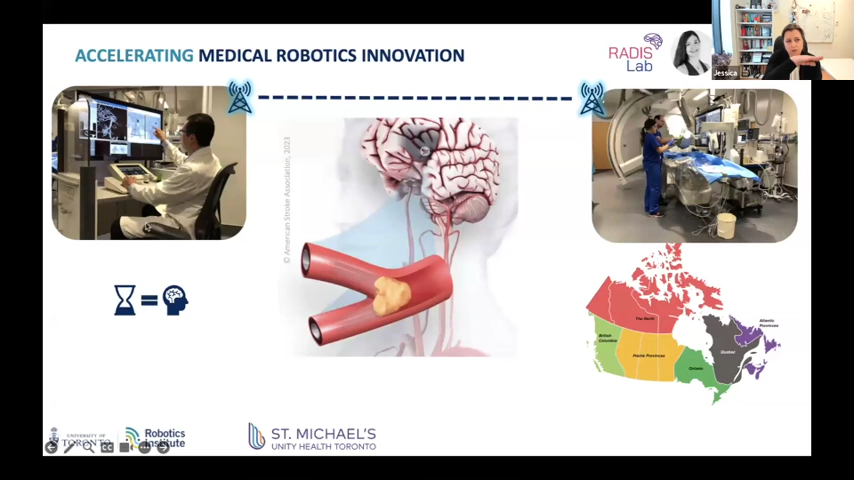 ACCELERATING MEDICAL ROBOTICS INNOVATION
RADIS
Lab
Jessica
© American Stroke Association, 2023
=
The North
British
Columbia
Prairie Provinces
Ontario
Quebec
Atlantic
Provinces
UNIVERSITY OF
TORONTO
Robotics
Institute
ST. MICHAEL'S
UNITY HEALTH TORONTO
CC